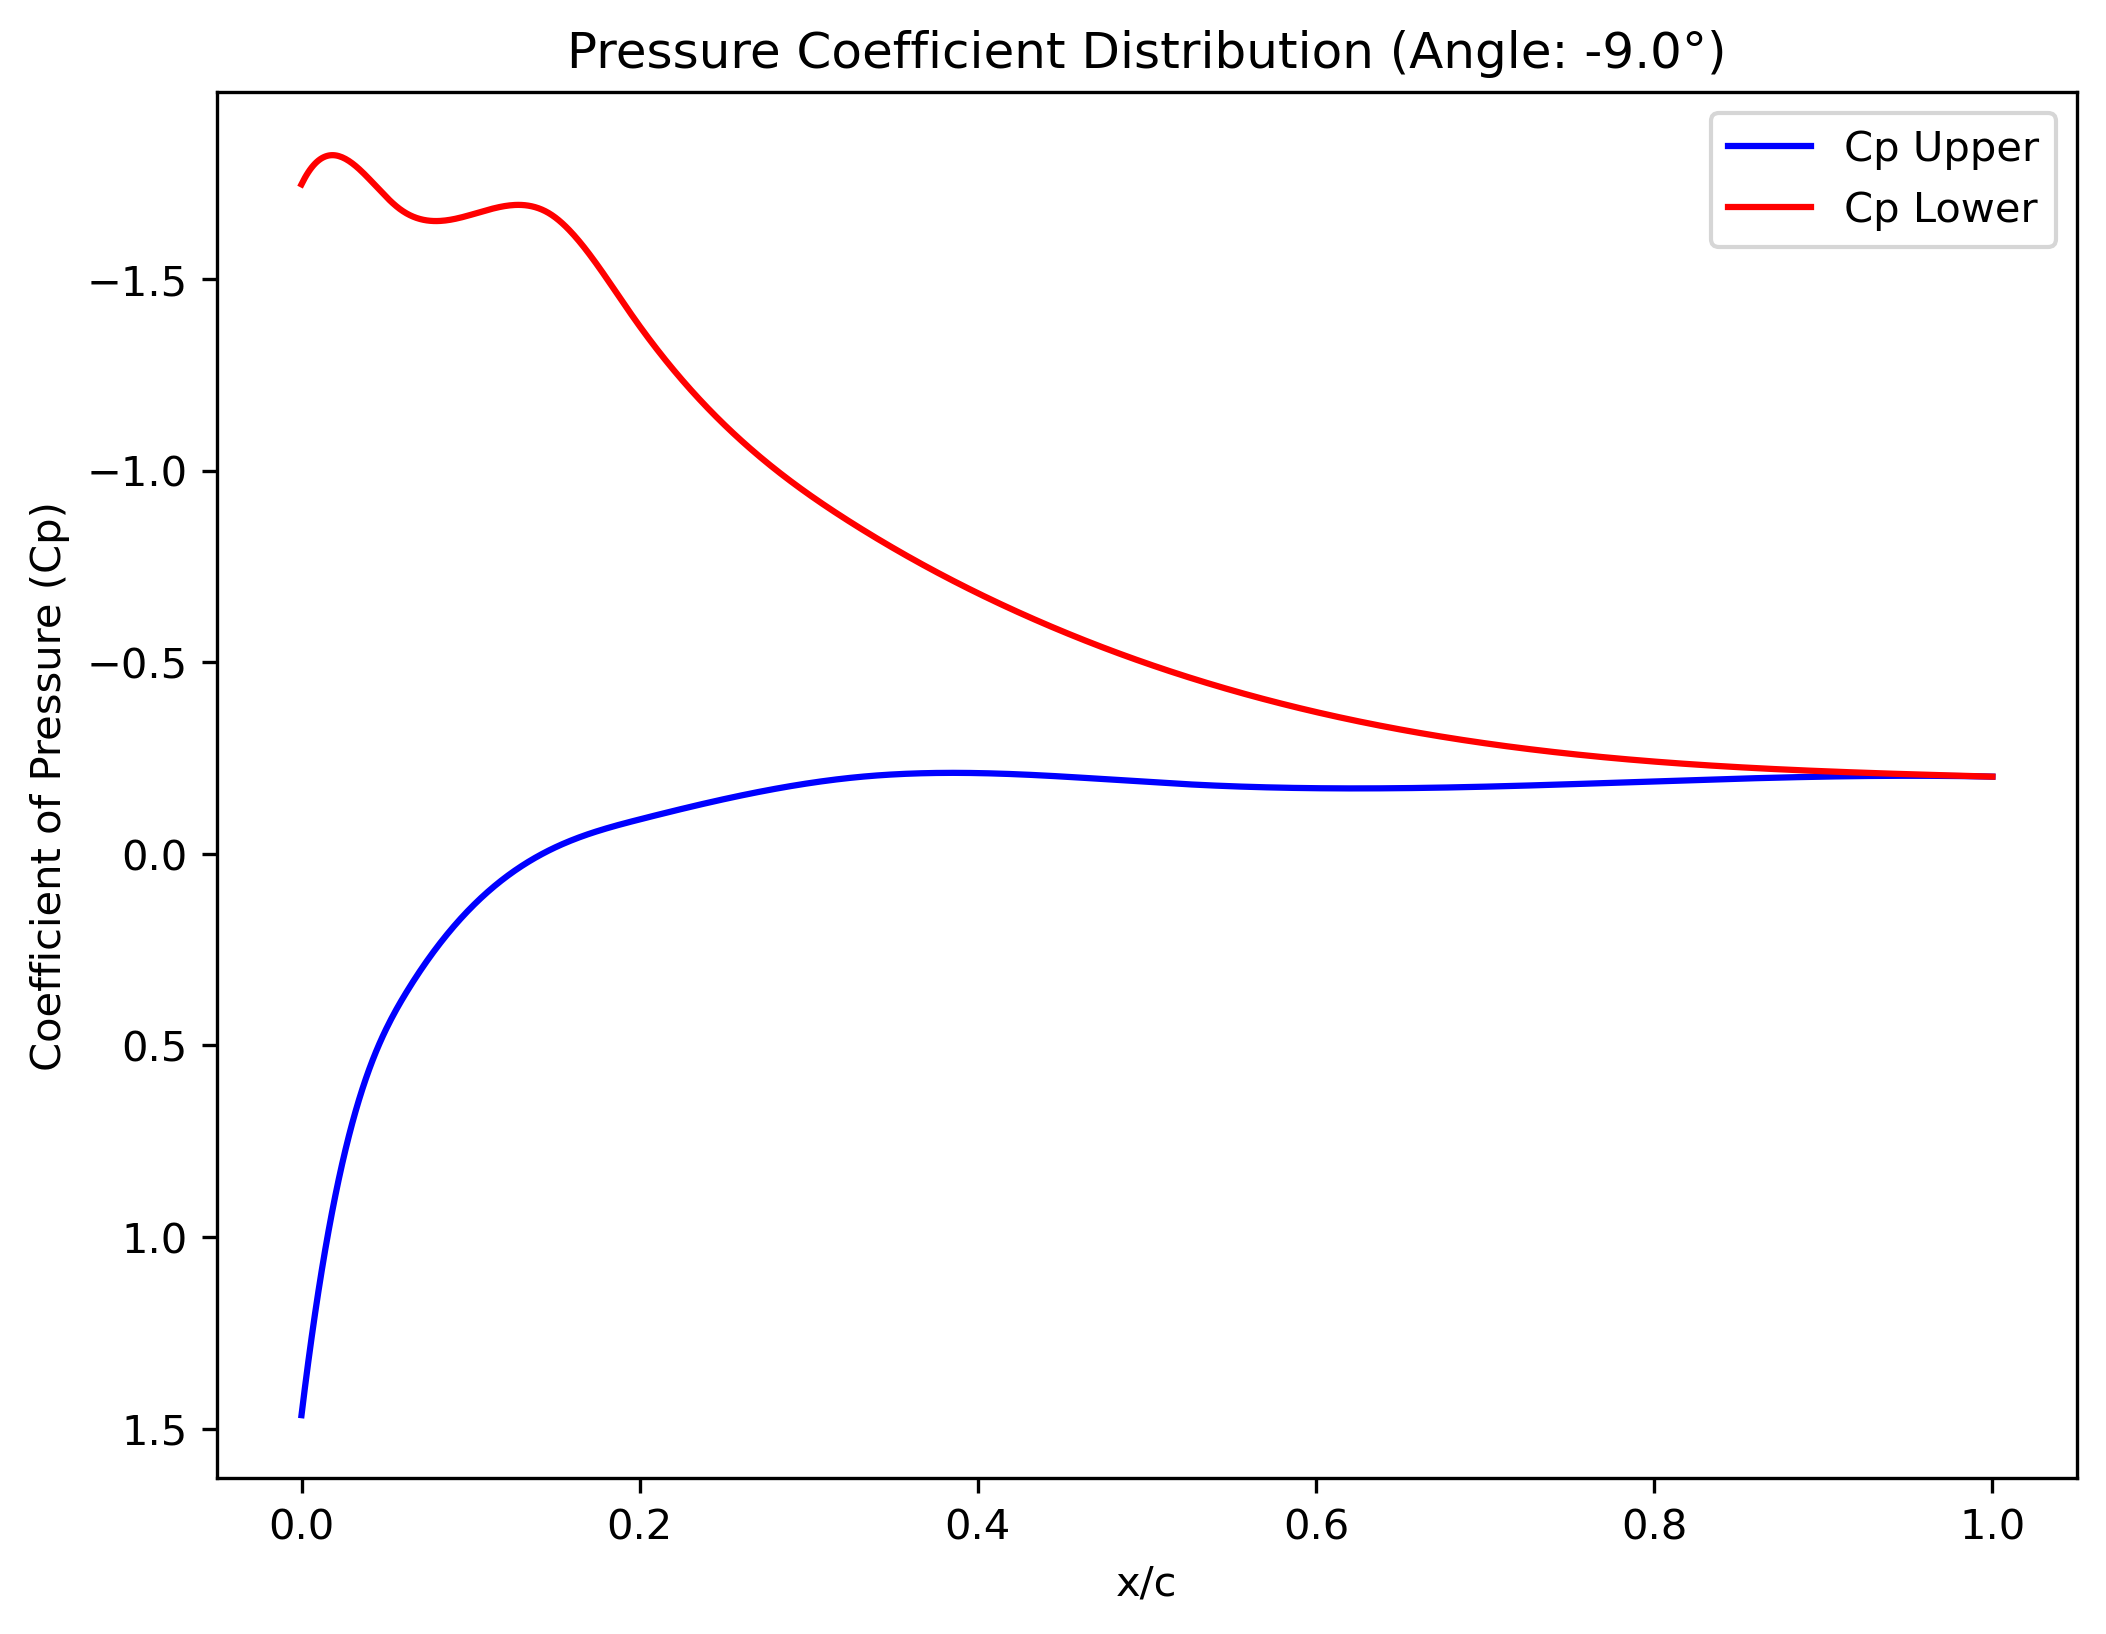 Pressure Coefficient Distribution (Angle: -9.0°)
Cp Upper
Cp Lower
Coefficient of Pressure (Cp)
−1.5
−1.0
−0.5
0.0
0.5
1.0
1.5
0.0 0.2 0.4 0.6 0.8 1.0
x/c